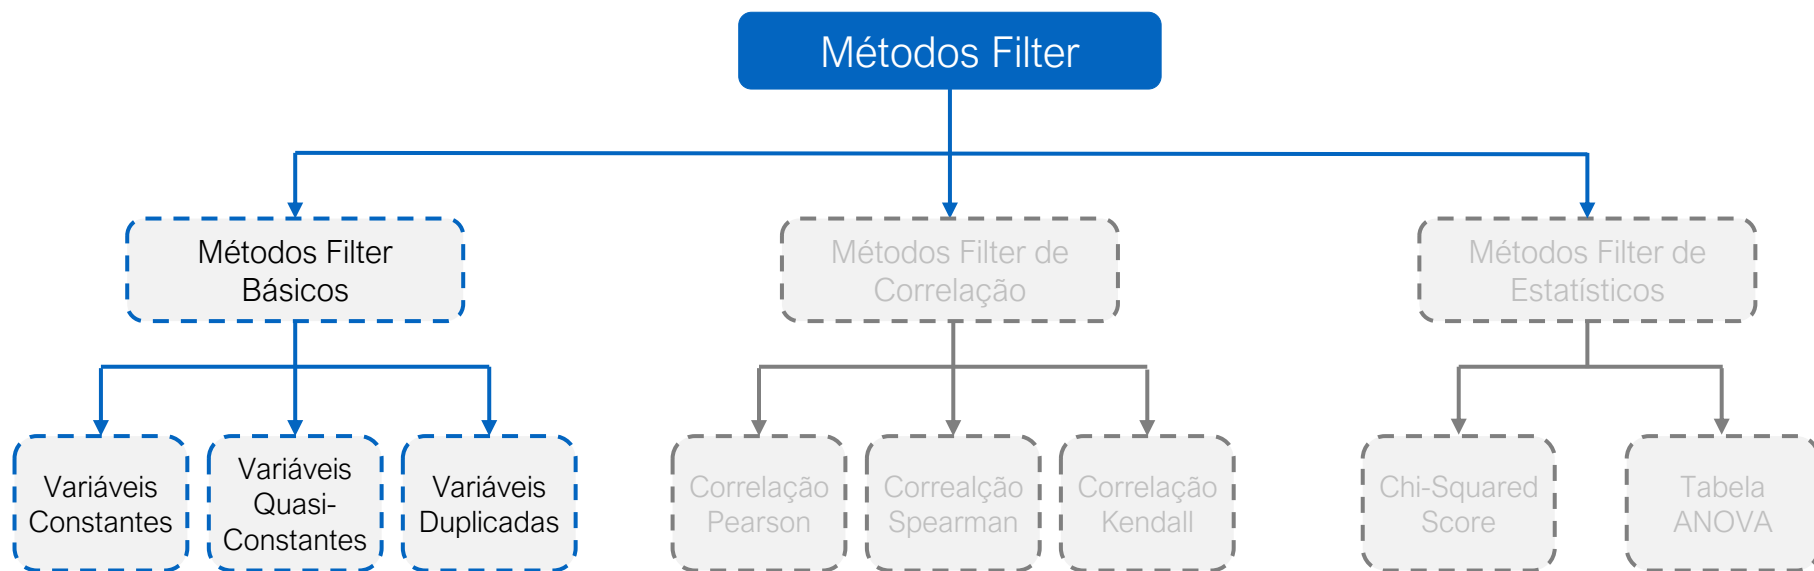 Métodos Filter
Métodos Filter
Básicos
Métodos Filter de
Correlação
Métodos Filter de
Estatísticos
Variáveis
Constantes
Variáveis
Quasi-
Constantes
Variáveis
Duplicadas
Correlação
Pearson
Correalção
Spearman
Correlação
Kendall
Chi-Squared
Score
Tabela
ANOVA